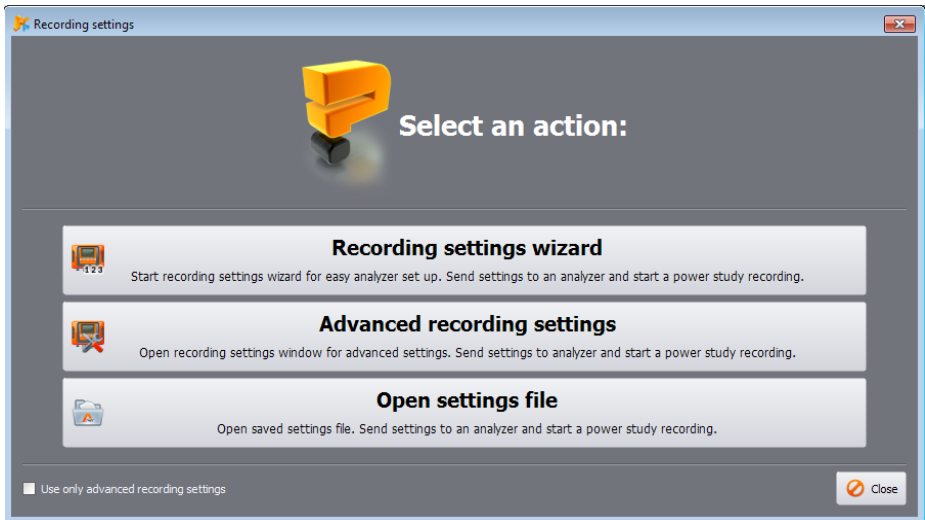 Recording settings
Select an action:
Recording settings wizard
123
Start recording settings wizard for easy analyzer set up. Send settings to an analyzer and start a power study recording.
Advanced recording settings
Open recording settings window for advanced settings. Send settings to analyzer and start a power study recording.
Open settings file
Open saved settings file. Send settings to an analyzer and start a power study recording.
Use only advanced recording settings
Close